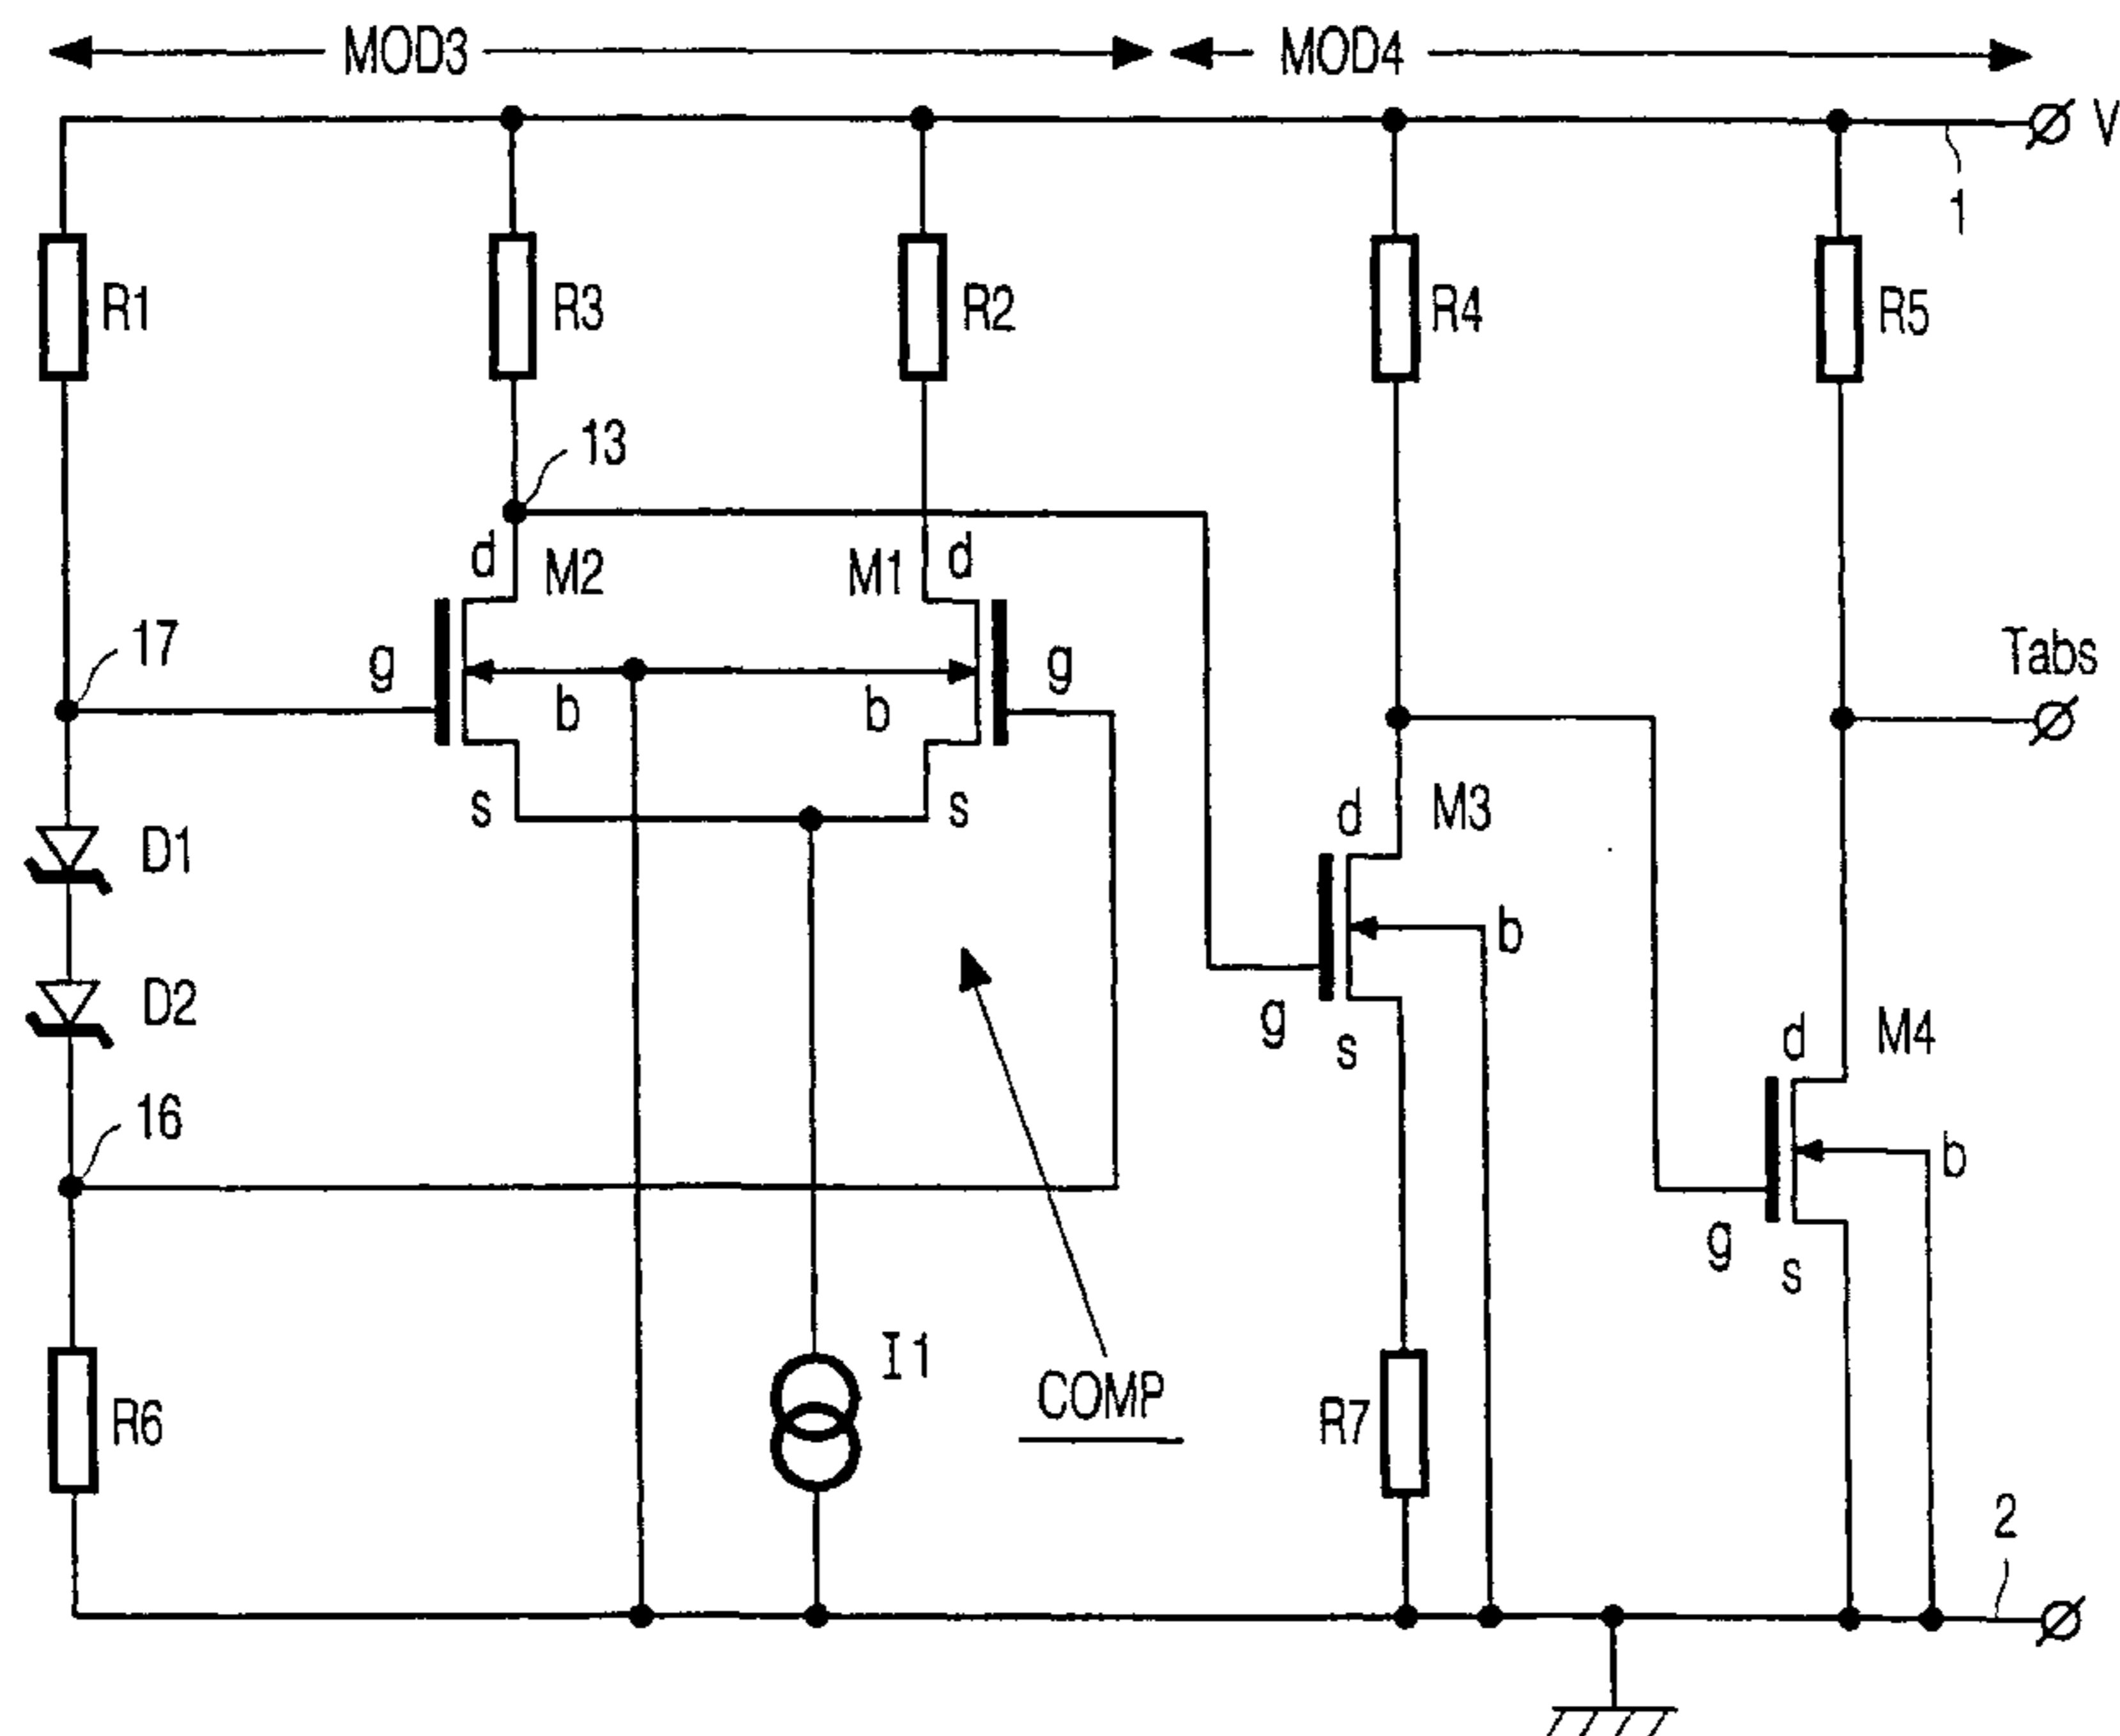 MOD3 MOD4
V
1
R1 R3 R2 R4 R5
13
d M2 M1 d
17 Tabs
g g
b b
s s
d M3
D1
b
D2
g s
d M4
16
b
g s
I1
COMP
R6 R7
2